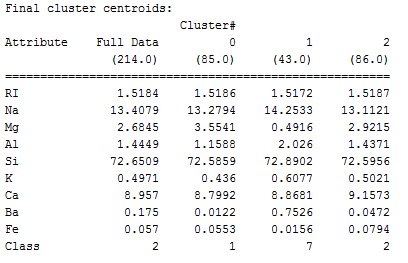 Final cluster centroids:
                         Cluster#
Attribute    Full Data          0          1          2
               (214.0)     (85.0)     (43.0)     (86.0)
=======================================================
RI              1.5184     1.5186     1.5172     1.5187
Na             13.4079    13.2794    14.2533    13.1121
Mg              2.6845     3.5541     0.4916     2.9215
Al              1.4449     1.1588      2.026     1.4371
Si             72.6509    72.5859    72.8902    72.5956
K               0.4971      0.436     0.6077     0.5021
Ca               8.957     8.7992     8.8681     9.1573
Ba               0.175     0.0122     0.7526     0.0472
Fe               0.057     0.0553     0.0156     0.0794
Class                2          1          7          2